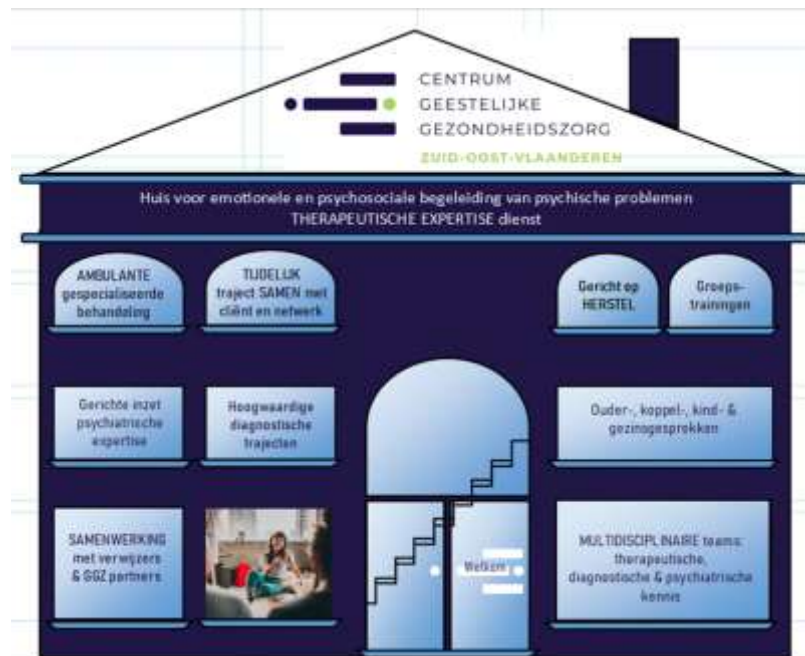 CENTRUM
GEESTELIJKE
GEZONDHEIDSZORG
ZUID-OOST-VLAANDEREN
Huis voor emotionele en psychosociale begeleiding van psychische problemen
THERAPEUTISCHE EXPERTISE dienst
AMBULANTE
gespecialiseerde
behandeling
TIJDELIJK
traject SAMEN met
cliënt en netwerk
Gericht op
HERSTEL
Groeps-
trainingen
Gerichte inzet
psychiatrische
expertise
Hoogwaardige
diagnostische
trajecten
Ouder-, koppel-, kind- &
gezinsgesprekken
SAMENWERKING
met verwijzers
& GGZ partners
Welkom
MULTIDISCIPLINAIRE teams:
therapeutische,
diagnostische & psychiatrische
kennis